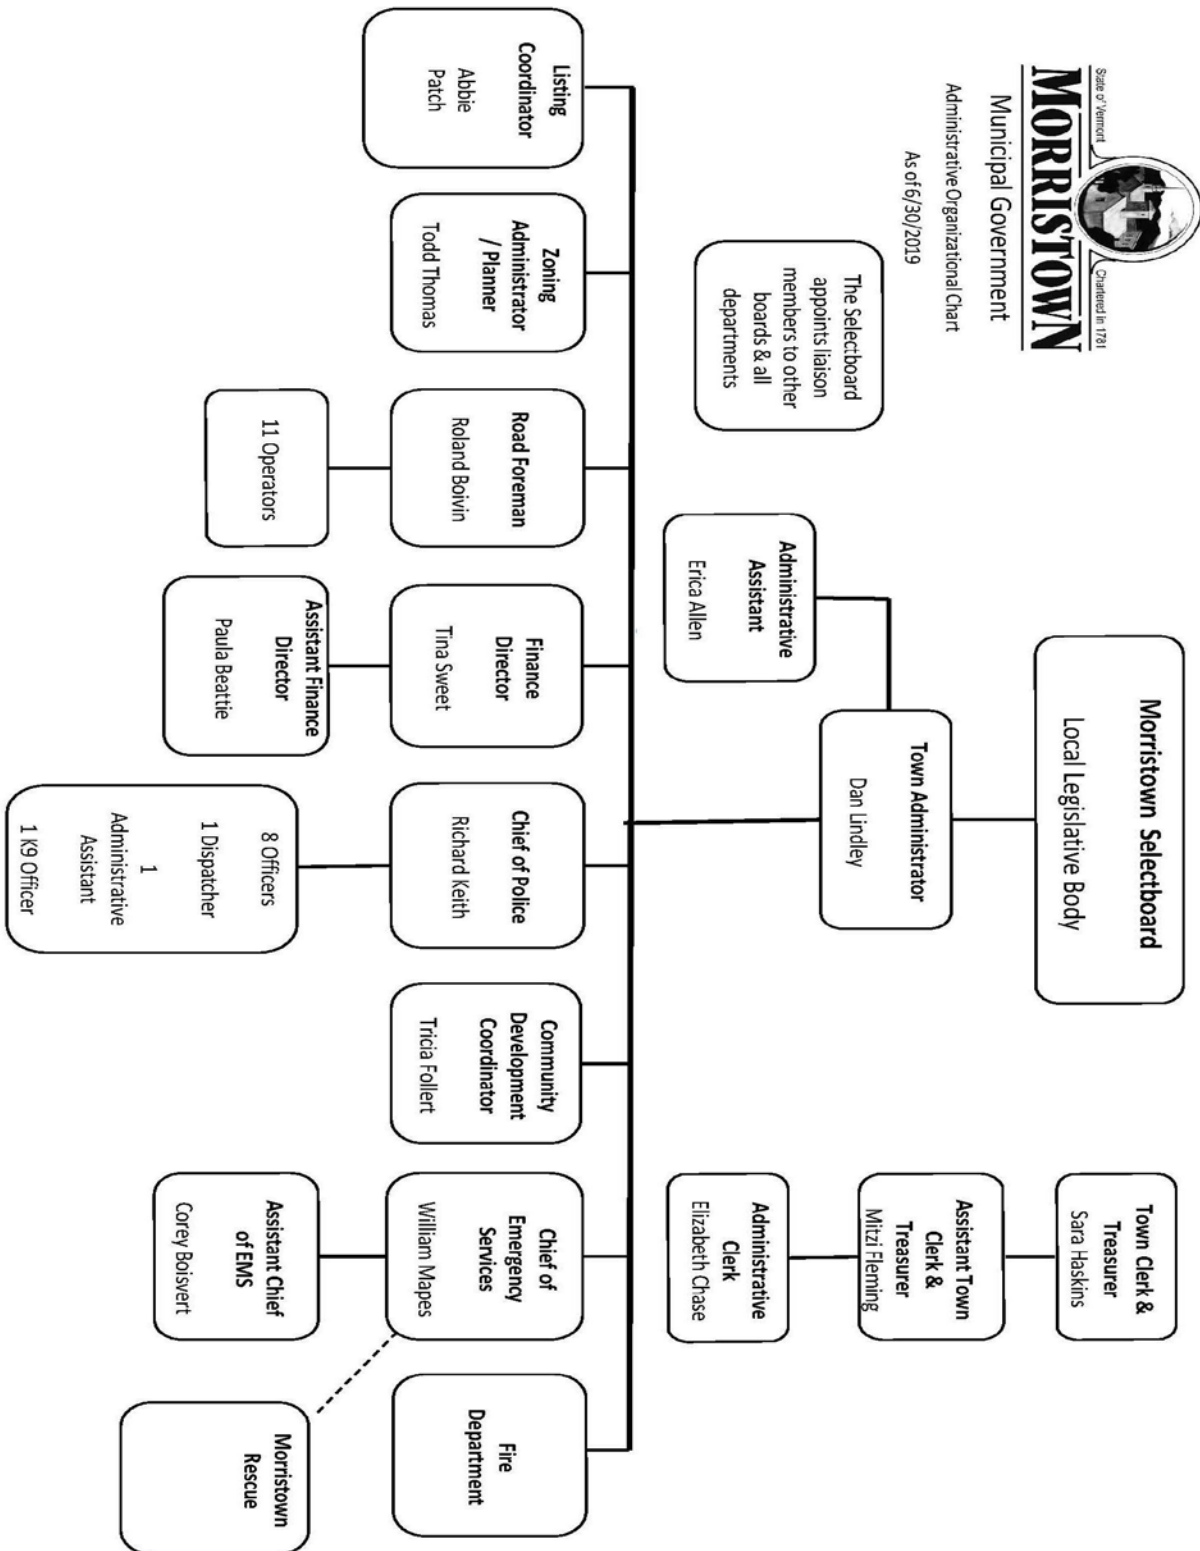 State of Vermont
Chartered in 1781
MORRISTOWN
Municipal Government
Administrative Organizational Chart
As of 6/30/2019
The Selectboard
appoints liaison
members to other
boards & all
departments
Morristown Selectboard
Local Legislative Body
Town Administrator
Dan Lindley
Administrative
Assistant
Erica Allen
Town Clerk &
Treasurer
Sara Haskins
Assistant Town
Clerk &
Treasurer
Mitzi Fleming
Administrative
Clerk
Elizabeth Chase
Listing
Coordinator
Abbie
Patch
Zoning
Administrator
/ Planner
Todd Thomas
Road Foreman
Roland Boivin
11 Operators
Finance
Director
Tina Sweet
Assistant Finance
Director
Paula Beattie
Chief of Police
Richard Keith
8 Officers
1 Dispatcher
1
Administrative
Assistant
1 K9 Officer
Community
Development
Coordinator
Tricia Follert
Chief of
Emergency
Services
William Mapes
Assistant Chief
of EMS
Corey Boisvert
Morristown
Rescue
Fire
Department